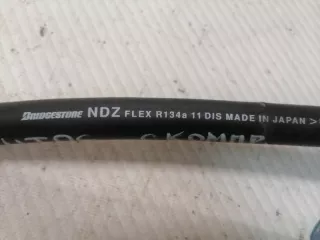 BRIDGESTONE NDZ FLEX R134a 11 DIS MADE IN JAPAN >